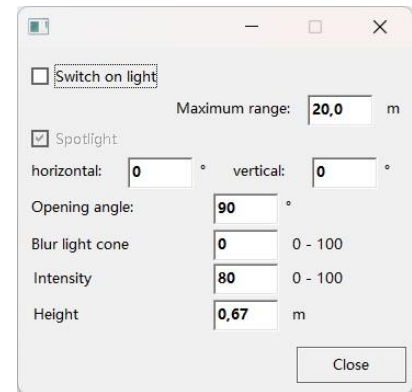 Switch on light
Maximum range: 20,0 m
Spotlight
horizontal: 0 ° vertical: 0 °
Opening angle: 90 °
Blur light cone 0 0 - 100
Intensity 80 0 - 100
Height 0,67 m
Close